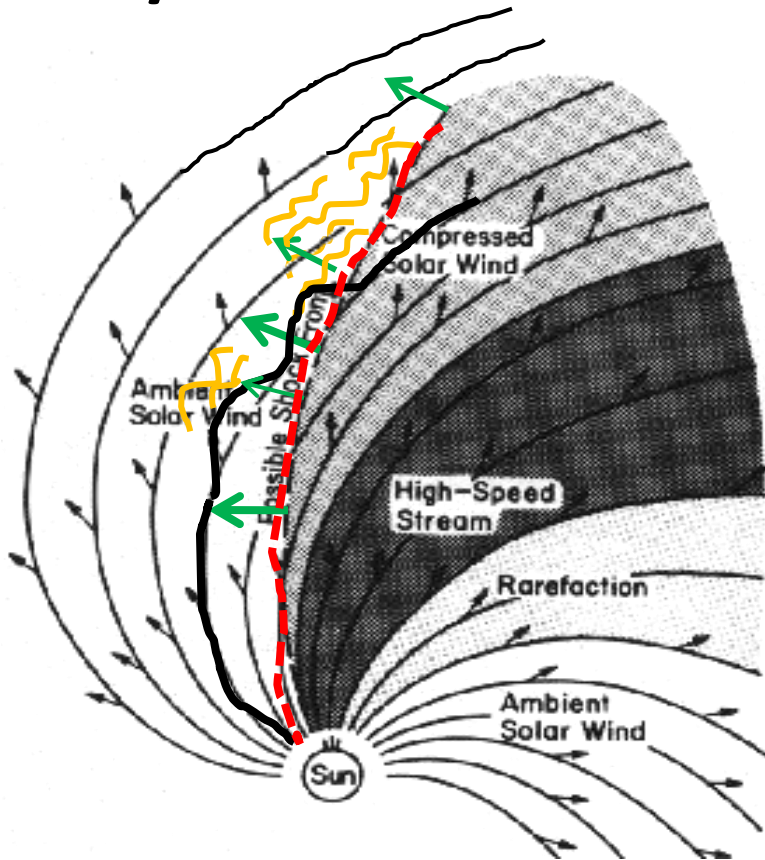 Compressed
Solar Wind
Ambient
Solar Wind
Possible Shock Front
High-Speed
Stream
Rarefaction
Ambient
Solar Wind
Sun